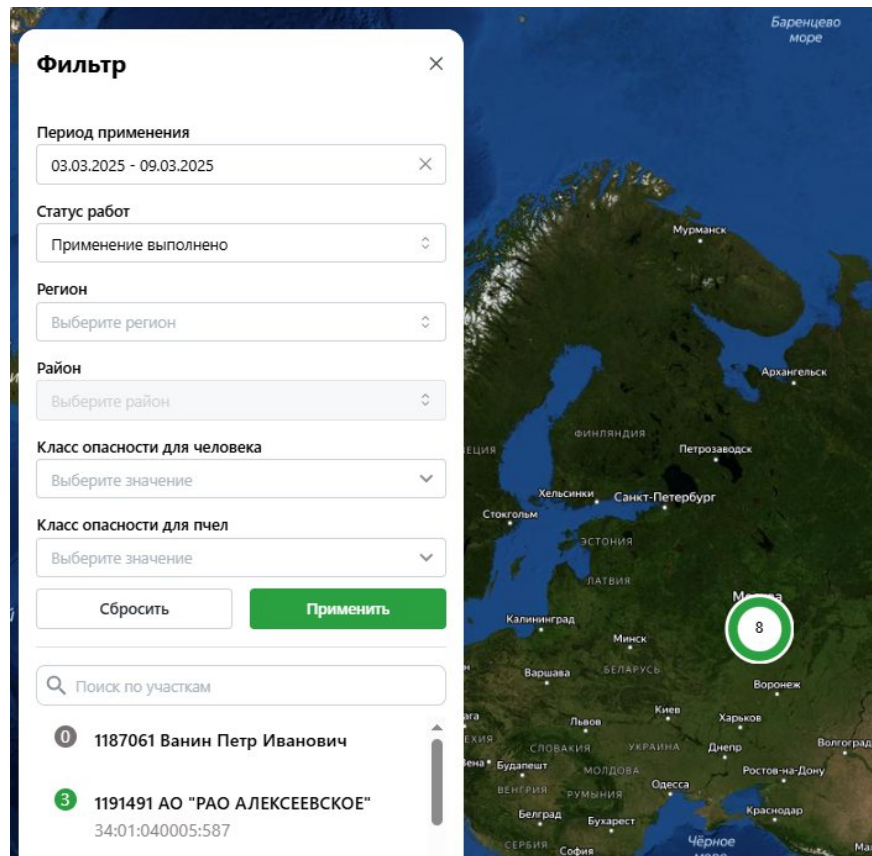 Фильтр
Период применения
03.03.2025 - 09.03.2025
Статус работ
Применение выполнено
Регион
Выберите регион
Район
Выберите район
Класс опасности для человека
Выберите значение
Класс опасности для пчел
Выберите значение
Сбросить
Применить
Поиск по участкам
0
1187061 Ванин Петр Иванович
3
1191491 АО "РАО АЛЕКСЕЕВСКОЕ"
34:01:040005:587
Баренцево
море
Мурманск
Архангельск
ФИНЛЯНДИЯ
Петрозаводск
Хельсинки
Санкт-Петербург
Стокгольм
ЭСТОНИЯ
ЛАТВИЯ
8
Калининград
Минск
Варшава
БЕЛАРУСЬ
Воронеж
Киев
Львов
Харьков
СЛОВАКИЯ
УКРАИНА
Днепр
Волгоград
Будапешт
МОЛДОВА
Ростов-на-Дону
ВЕНГРИЯ
РУМЫНИЯ
Одесса
Белград
Бухарест
Краснодар
СЕРБИЯ
София
Чёрное
море